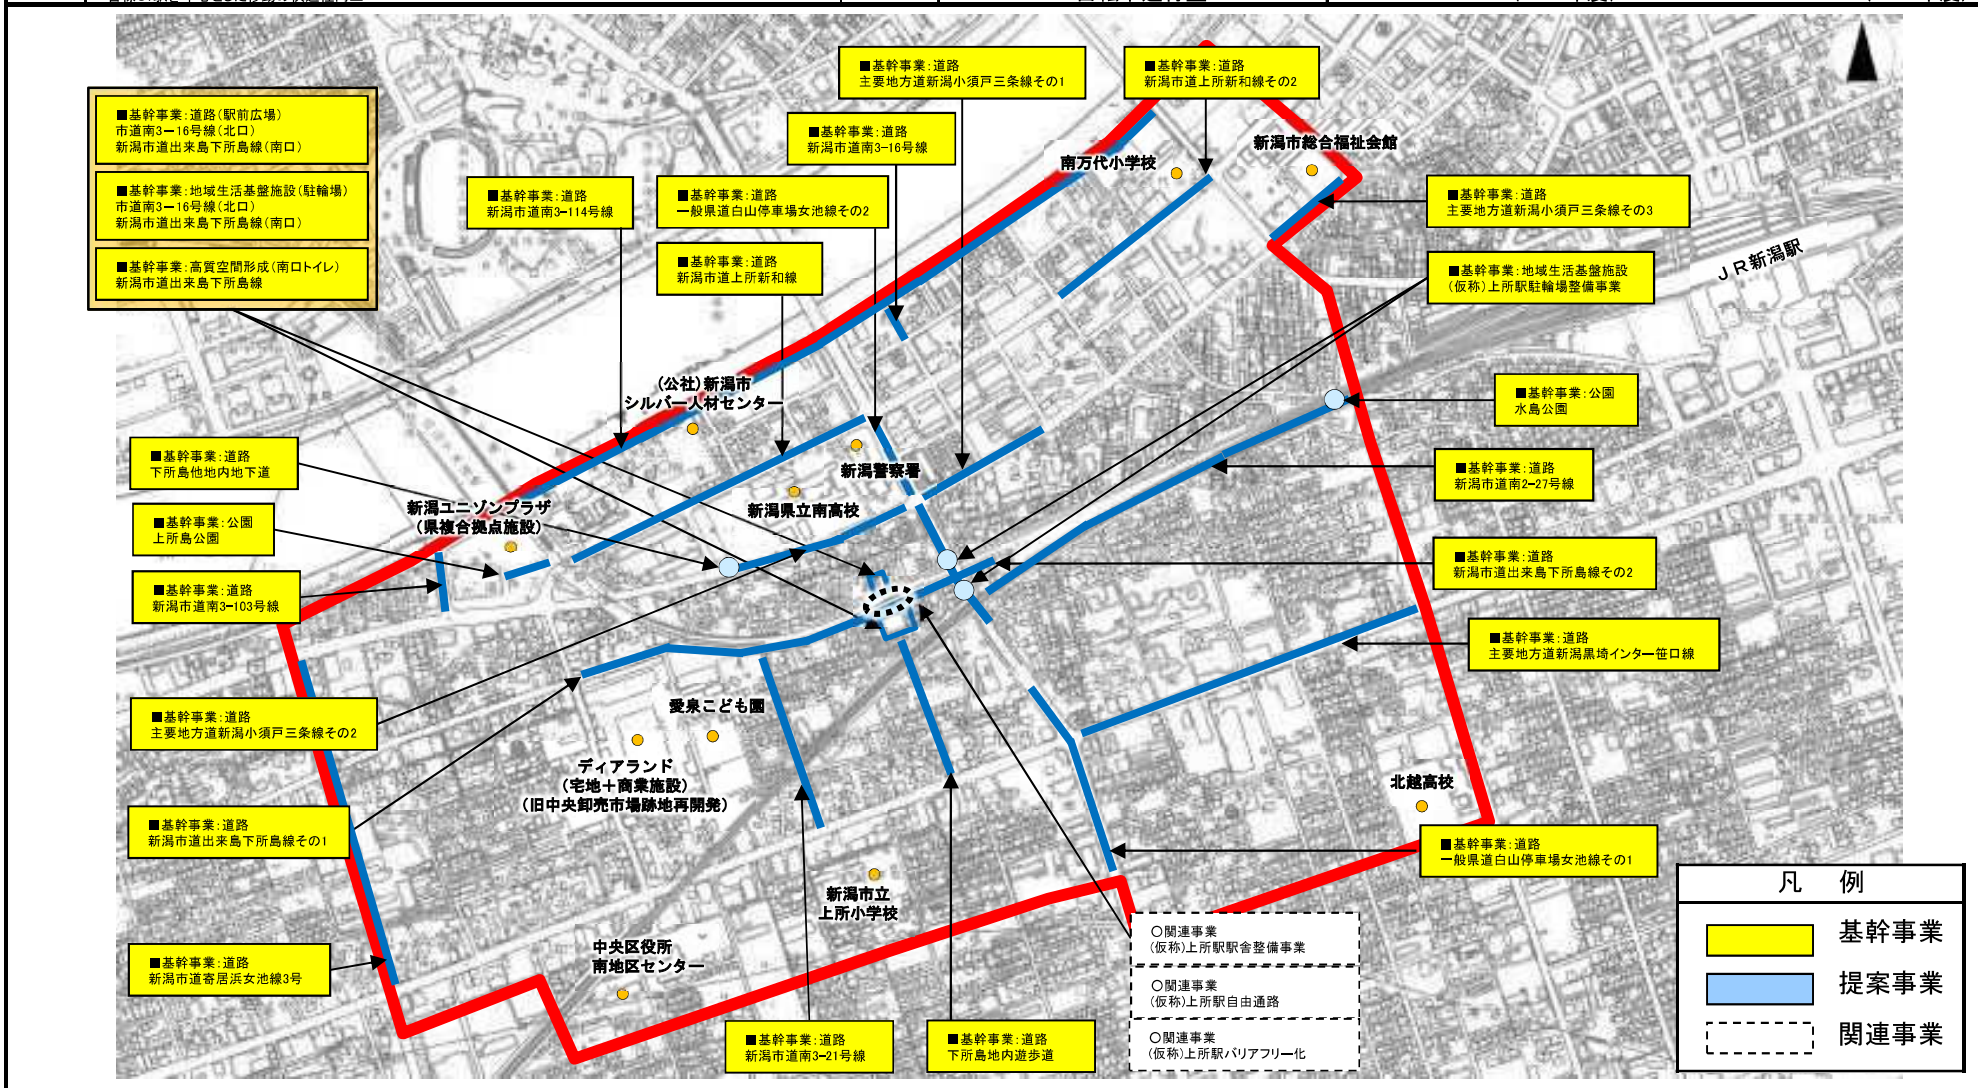 ■基幹事業:道路
主要地方道新潟小須戸三条線その1
■基幹事業:道路
新潟市道上所新和線その2
■基幹事業:道路(駅前広場)
市道南3ー16号線(北口)
新潟市道出来島下所島線(南口)
■基幹事業:地域生活基盤施設(駐輪場)
市道南3ー16号線(北口)
新潟市道出来島下所島線(南口)
■基幹事業:高質空間形成(南口トイレ)
新潟市道出来島下所島線
■基幹事業:道路
新潟市道南3-16号線
南万代小学校
新潟市総合福祉会館
■基幹事業:道路
新潟市道南3-114号線
■基幹事業:道路
一般県道白山停車場女池線その2
■基幹事業:道路
主要地方道新潟小須戸三条線その3
■基幹事業:道路
新潟市道上所新和線
■基幹事業:地域生活基盤施設
(仮称)上所駅駐輪場整備事業
JR新潟駅
(公社)新潟市
シルバー人材センター
■基幹事業:公園
水島公園
■基幹事業:道路
下所島他地内地下道
新潟警察署
■基幹事業:道路
新潟市道南2-27号線
新潟ユニゾンプラザ
(県複合拠点施設)
新潟県立南高校
■基幹事業:公園
上所島公園
■基幹事業:道路
新潟市道出来島下所島線その2
■基幹事業:道路
新潟市道南3-103号線
■基幹事業:道路
主要地方道新潟黒埼インター笹口線
■基幹事業:道路
主要地方道新潟小須戸三条線その2
愛泉こども園
ディアランド
(宅地+商業施設)
(旧中央卸売市場跡地再開発)
北越高校
■基幹事業:道路
新潟市道出来島下所島線その1
■基幹事業:道路
一般県道白山停車場女池線その1
新潟市立
上所小学校
中央区役所
南地区センター
■基幹事業:道路
新潟市道寄居浜女池線3号
○関連事業
(仮称)上所駅駅舎整備事業
○関連事業
(仮称)上所駅自由通路
○関連事業
(仮称)上所駅バリアフリー化
■基幹事業:道路
新潟市道南3-21号線
■基幹事業:道路
下所島地内遊歩道
凡 例
基幹事業
提案事業
関連事業